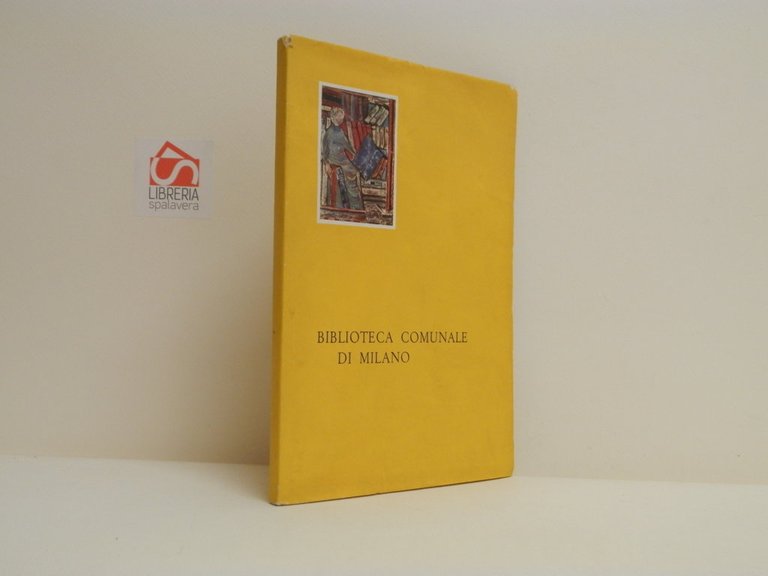 LIBRERIA
spalavera
BIBLIOTECA COMUNALE
DI MILANO